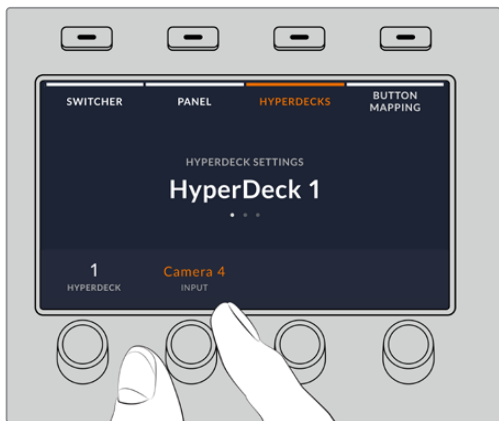 SWITCHER
PANEL
HYPERDECKS
BUTTON
MAPPING
HYPERDECK SETTINGS
HyperDeck 1
1
HYPERDECK
Camera 4
INPUT